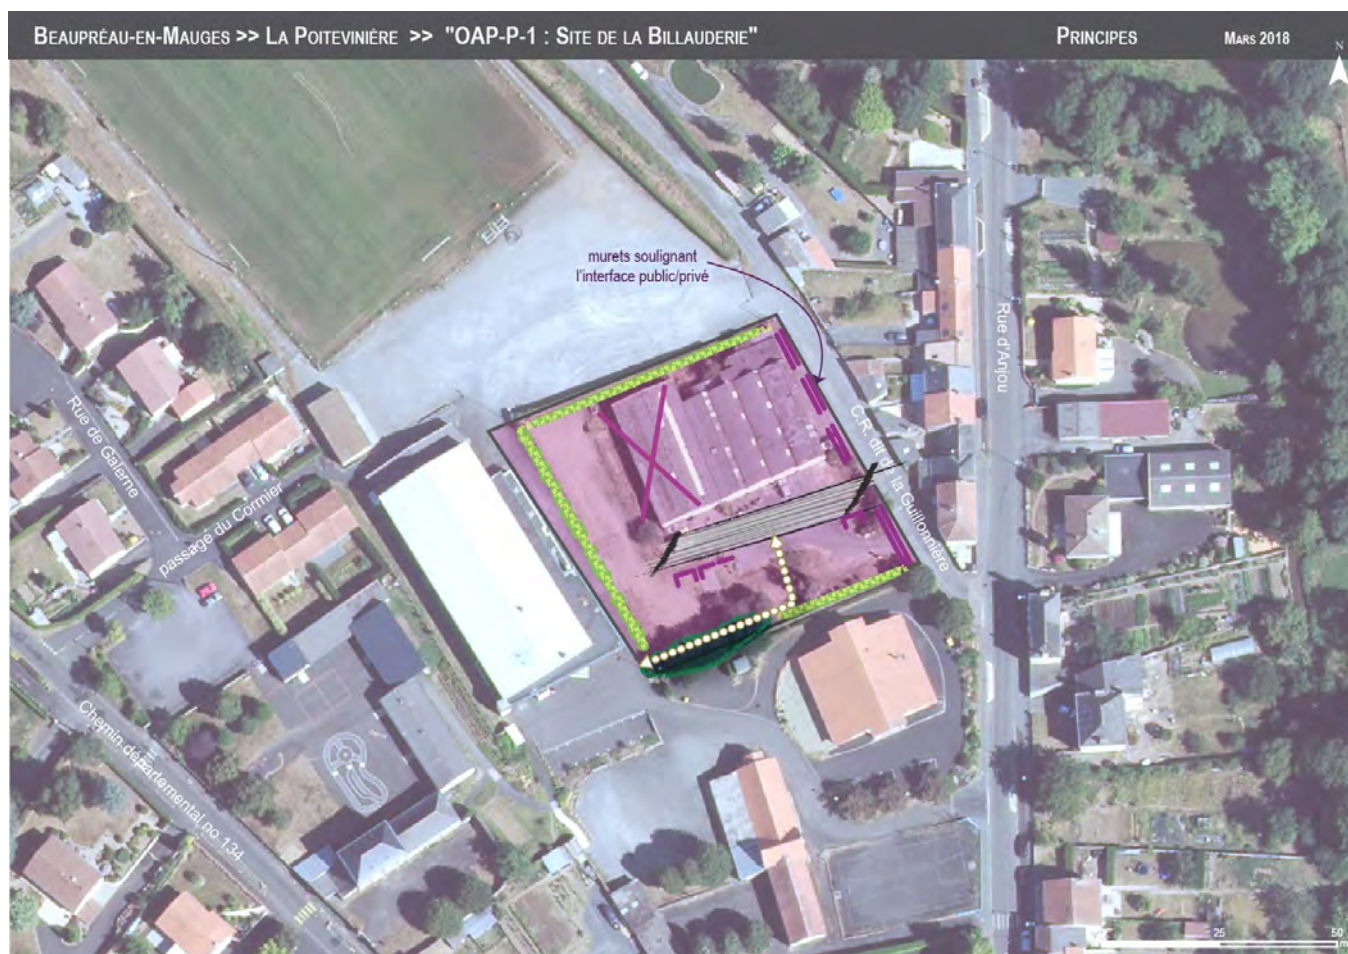 BEAUPRÉAU-EN-MAUGES >> LA POITEVINIÈRE >> "OAP-P-1 : SITE DE LA BILLAUDERIE"
PRINCIPES
MARS 2018
N
murets soulignant
l'interface public/privé
Rue d'Anjou
C.R. dit de la Guillonnière
Rue de Galerne
passage du Cormier
Chemin départemental no 134
25
50
m